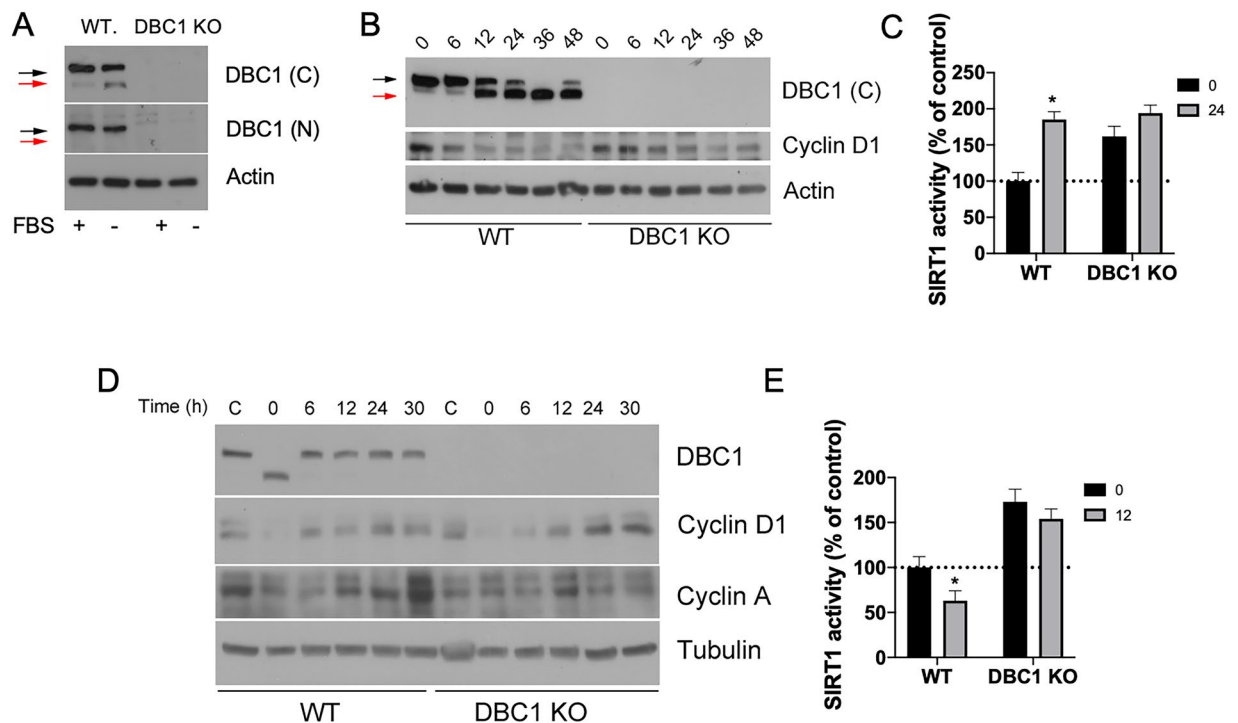 A
WT. DBC1 KO
DBC1 (C)
DBC1 (N)
Actin
FBS + - + -
B
0 6 12 24 36 48 0 6 12 24 36 48
DBC1 (C)
Cyclin D1
Actin
WT DBC1 KO
C
SIRT1 activity (% of control)
250
200
150
100
50
0
WT DBC1 KO
*
0
24
D
Time (h) C 0 6 12 24 30 C 0 6 12 24 30
DBC1
Cyclin D1
Cyclin A
Tubulin
WT DBC1 KO
E
SIRT1 activity (% of control)
200
150
100
50
0
WT DBC1 KO
*
0
12